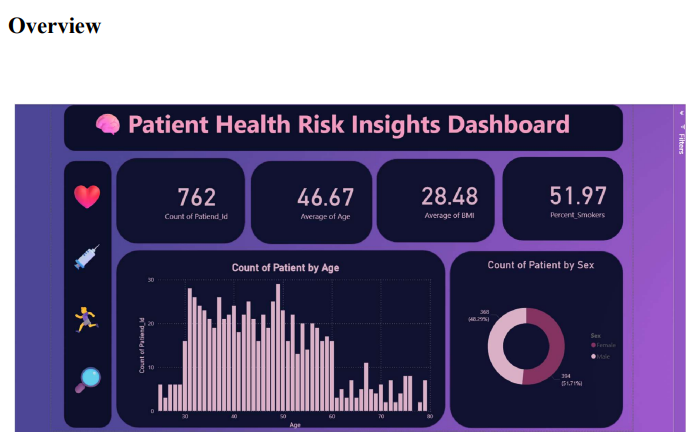 Overview
Patient Health Risk Insights Dashboard
Filters
762
Count of Patiend_Id
46.67
Average of Age
28.48
Average of BMI
51.97
Percent_Smokers
Count of Patient by Age
Count of Patiend_Id
30
20
10
0
30
40
50
60
70
80
Age
Count of Patient by Sex
368
(48.29%)
394
(51.71%)
Sex
Female
Male